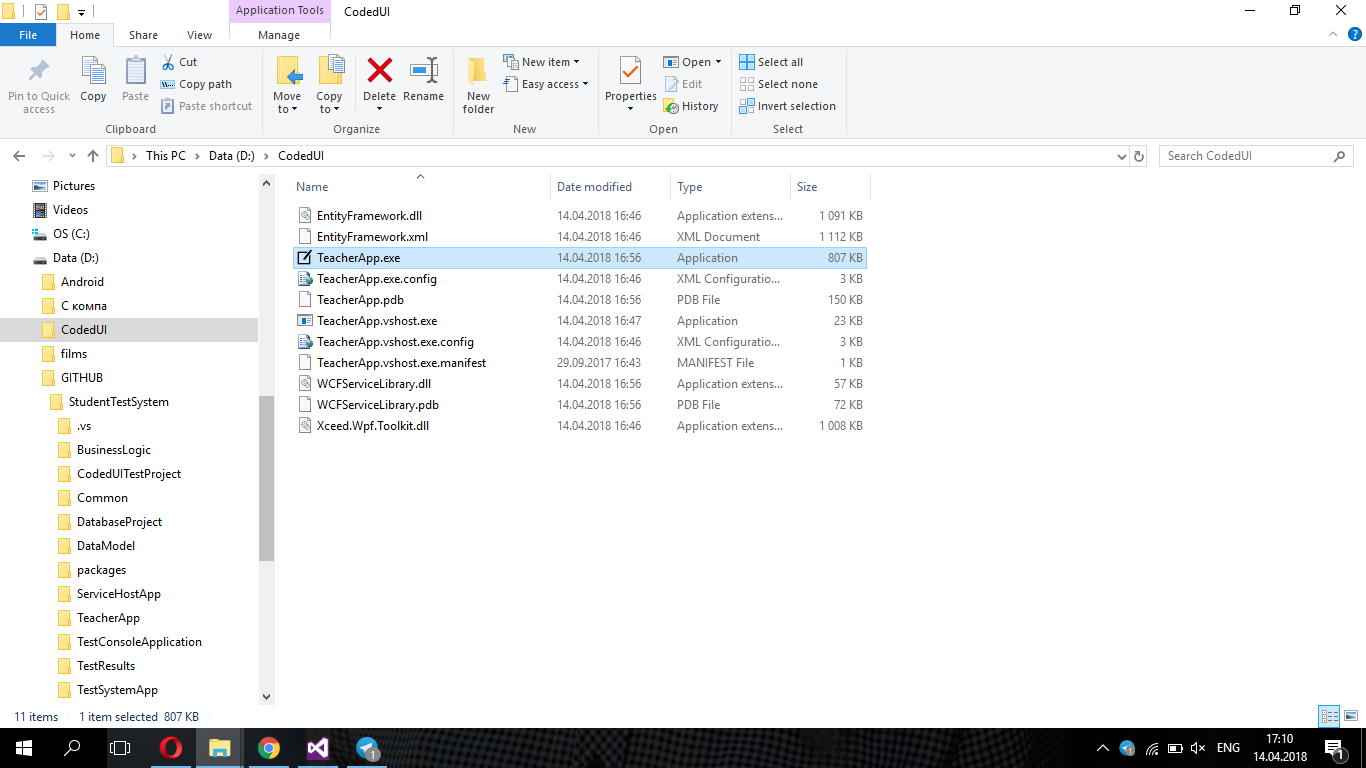 Application Tools
CodedUI
File
Home
Share
View
Manage
Pin to Quick access
Copy
Paste
Cut
Copy path
Paste shortcut
Clipboard
Move to
Copy to
Delete
Rename
Organize
New folder
New item
Easy access
New
Properties
Open
Edit
History
Open
Select all
Select none
Invert selection
Select
This PC
Data (D:)
CodedUI
Search CodedUI
Pictures
Videos
OS (C:)
Data (D:)
Android
С компа
CodedUI
films
GITHUB
StudentTestSystem
.vs
BusinessLogic
CodedUITestProject
Common
DatabaseProject
DataModel
packages
ServiceHostApp
TeacherApp
TestConsoleApplication
TestResults
TestSystemApp
Name Date modified Type Size
EntityFramework.dll 14.04.2018 16:46 Application extens... 1 091 KB
EntityFramework.xml 14.04.2018 16:46 XML Document 1 112 KB
TeacherApp.exe 14.04.2018 16:56 Application 807 KB
TeacherApp.exe.config 14.04.2018 16:46 XML Configuratio... 3 KB
TeacherApp.pdb 14.04.2018 16:56 PDB File 150 KB
TeacherApp.vshost.exe 14.04.2018 16:47 Application 23 KB
TeacherApp.vshost.exe.config 14.04.2018 16:46 XML Configuratio... 3 KB
TeacherApp.vshost.exe.manifest 29.09.2017 16:43 MANIFEST File 1 KB
WCFServiceLibrary.dll 14.04.2018 16:56 Application extens... 57 KB
WCFServiceLibrary.pdb 14.04.2018 16:56 PDB File 72 KB
Xceed.Wpf.Toolkit.dll 14.04.2018 16:46 Application extens... 1 008 KB
11 items 1 item selected 807 KB
1
1
ENG
17:10
14.04.2018
1